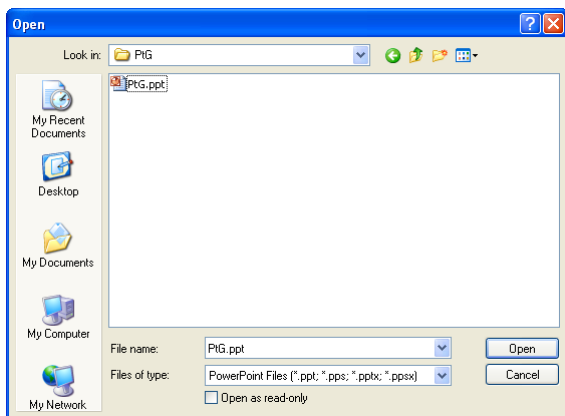 Open
Look in:
PtG
PtG.ppt
My Recent
Documents
Desktop
My Documents
My Computer
My Network
File name:
PtG.ppt
Open
Files of type:
PowerPoint Files (*.ppt; *.pps; *.pptx; *.ppsx)
Cancel
Open as read-only